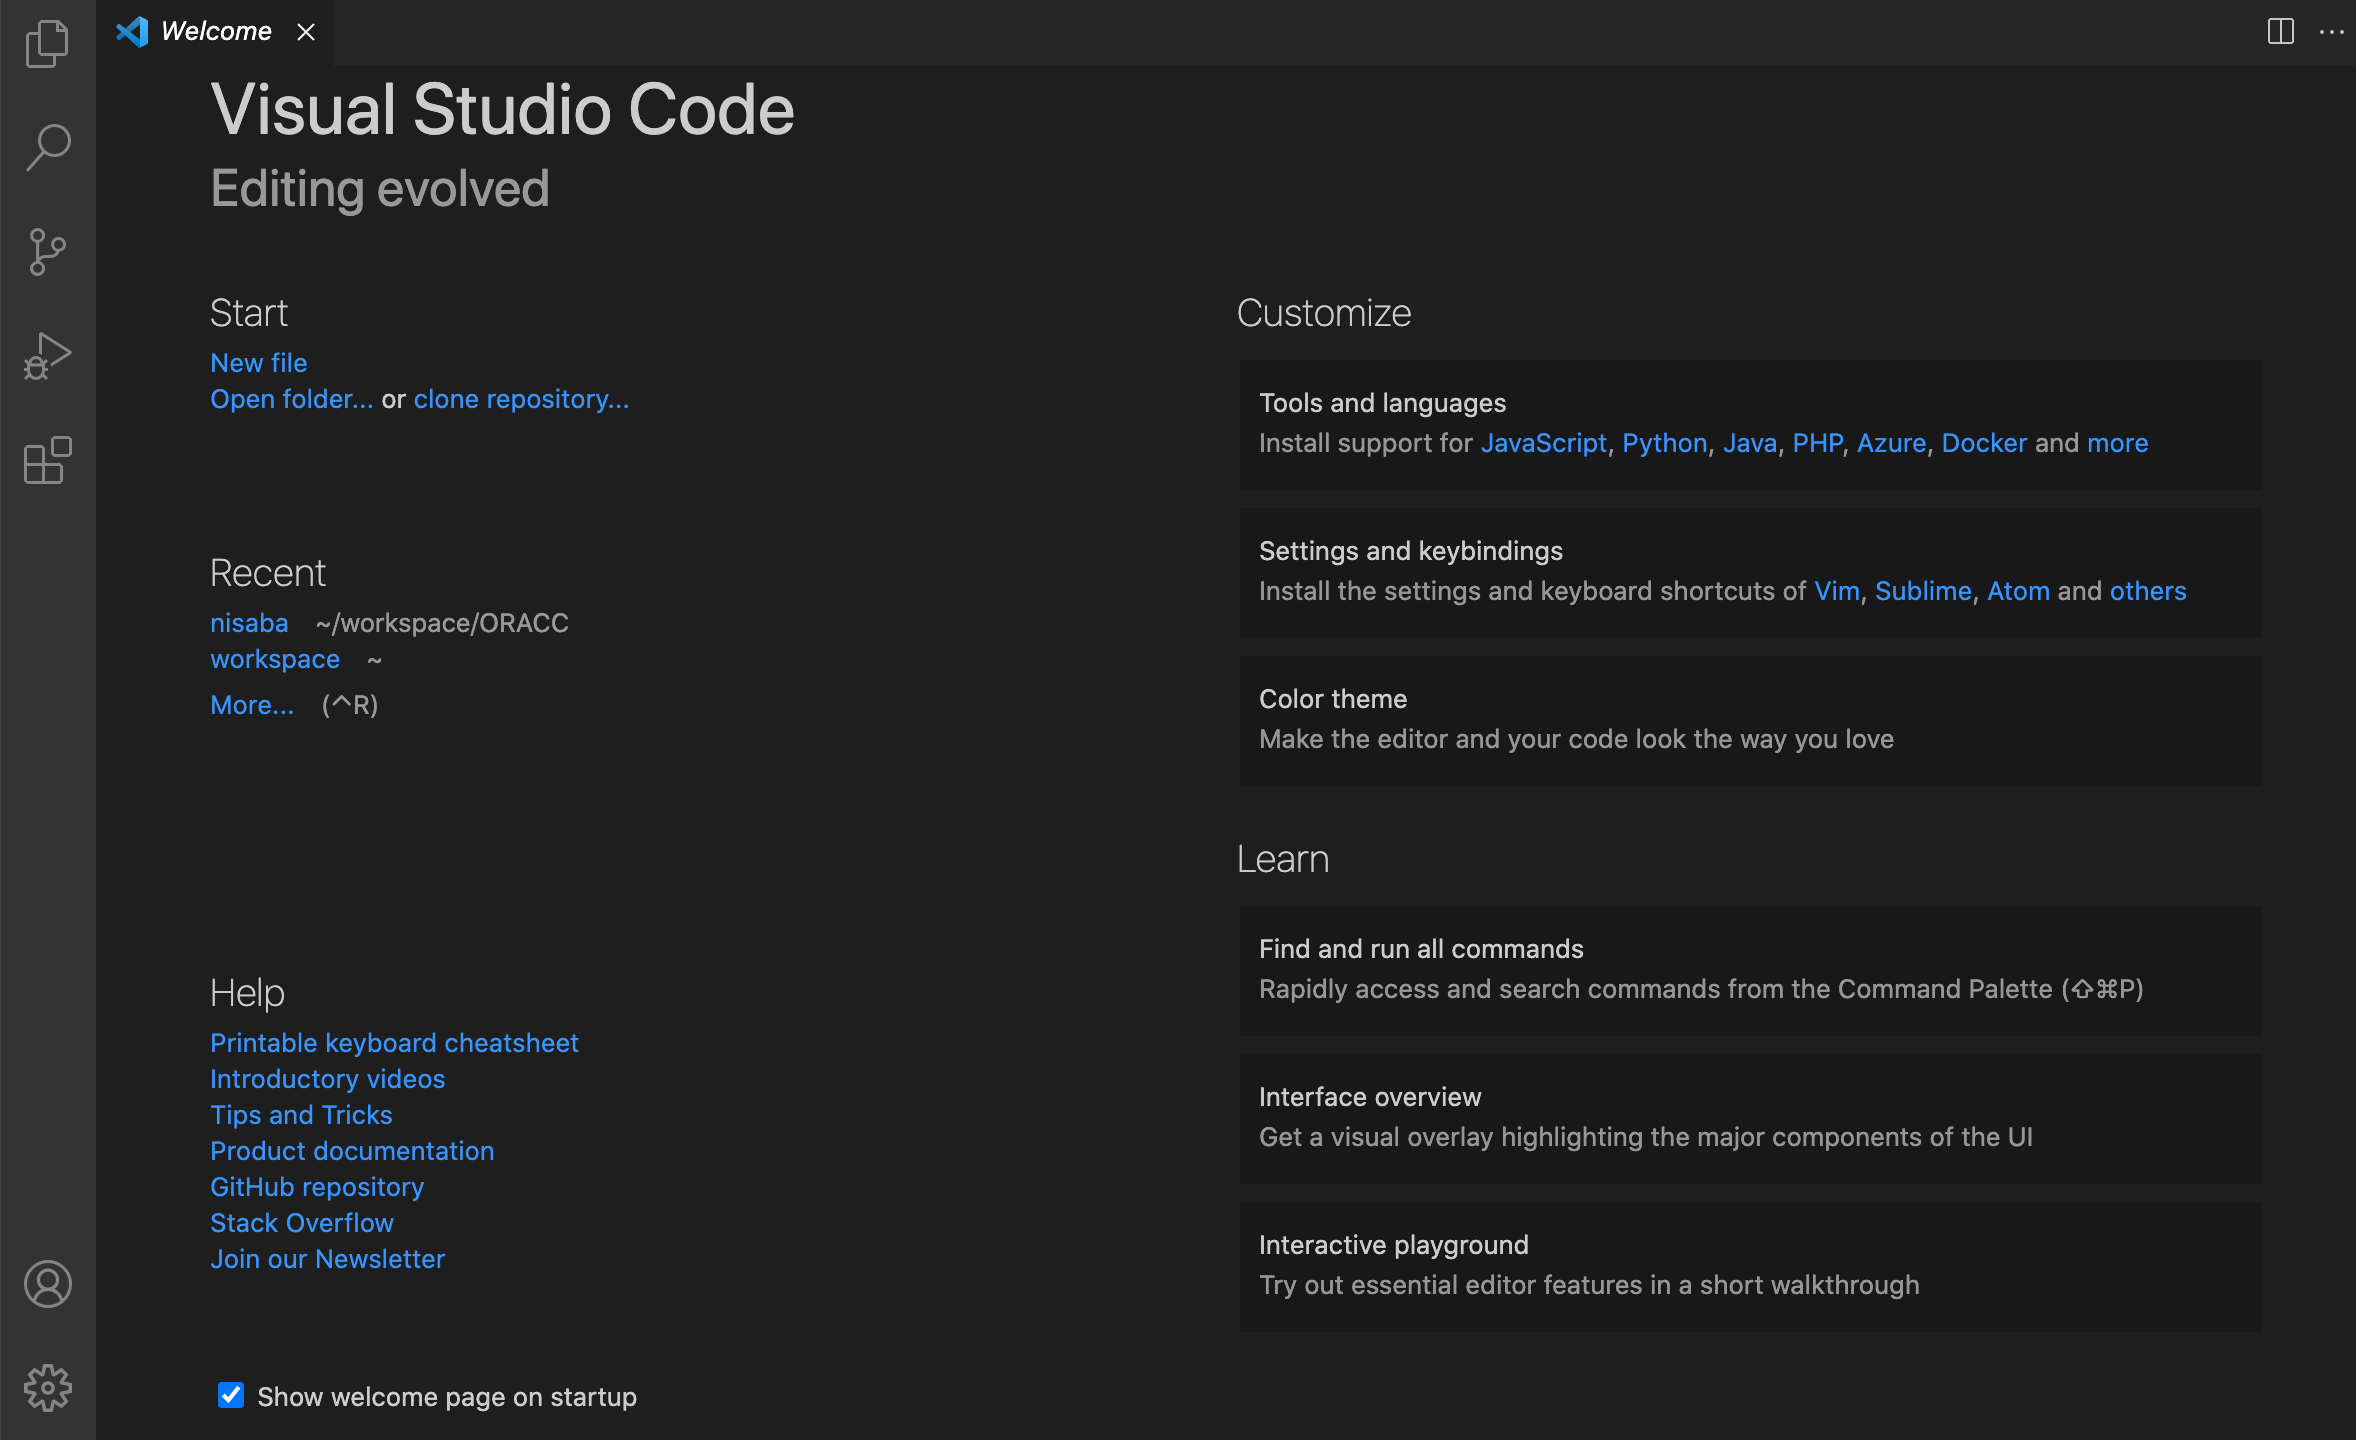 Welcome
Visual Studio Code
Editing evolved
Start
New file
Open folder... or clone repository...
Recent
nisaba ~/workspace/ORACC
workspace ~
More... (^R)
Help
Printable keyboard cheatsheet
Introductory videos
Tips and Tricks
Product documentation
GitHub repository
Stack Overflow
Join our Newsletter
Show welcome page on startup
Customize
Tools and languages
Install support for JavaScript, Python, Java, PHP, Azure, Docker and more
Settings and keybindings
Install the settings and keyboard shortcuts of Vim, Sublime, Atom and others
Color theme
Make the editor and your code look the way you love
Learn
Find and run all commands
Rapidly access and search commands from the Command Palette (⇧⌘P)
Interface overview
Get a visual overlay highlighting the major components of the UI
Interactive playground
Try out essential editor features in a short walkthrough